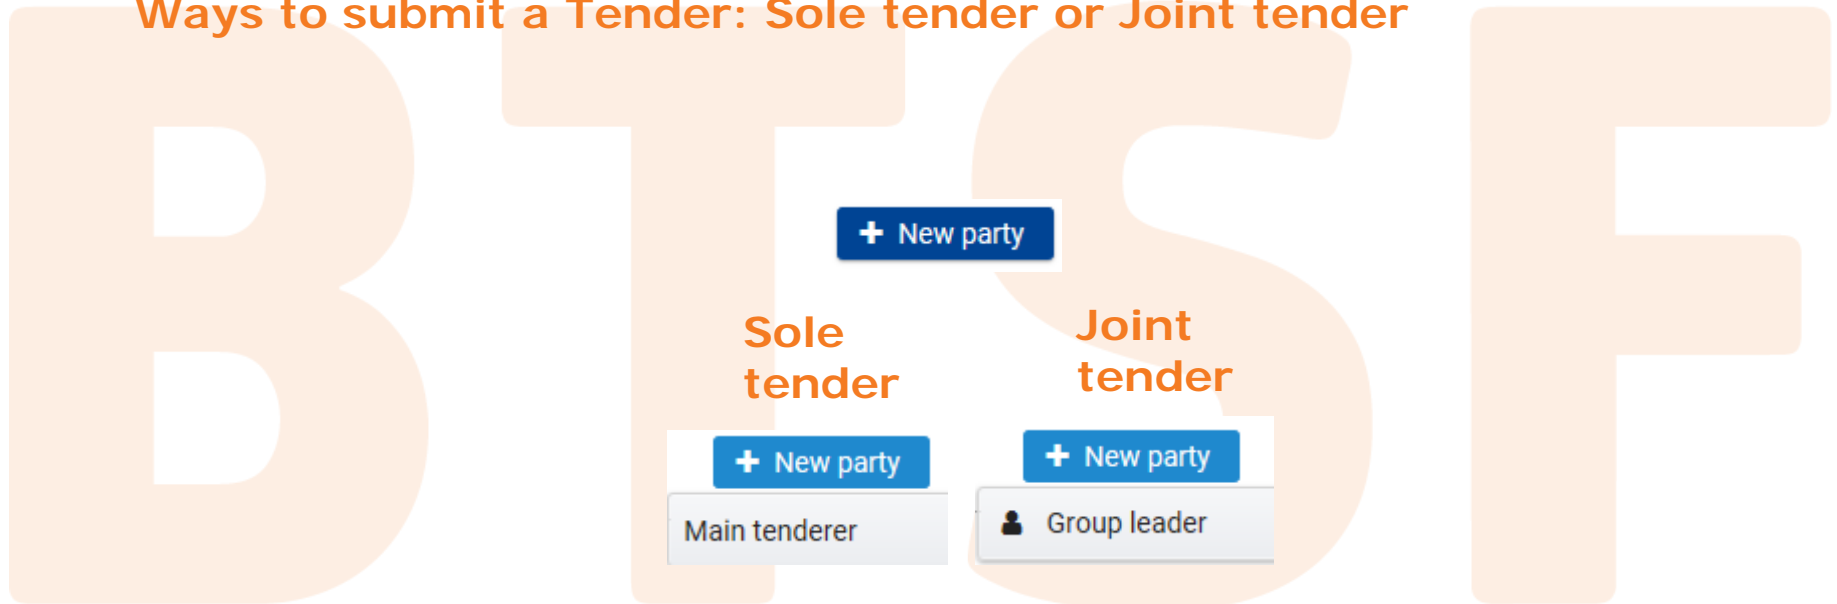 Ways to submit a Tender: Sole tender or Joint tender
BTSF
+ New party
Sole
tender
Joint
tender
+ New party
+ New party
Main tenderer
Group leader